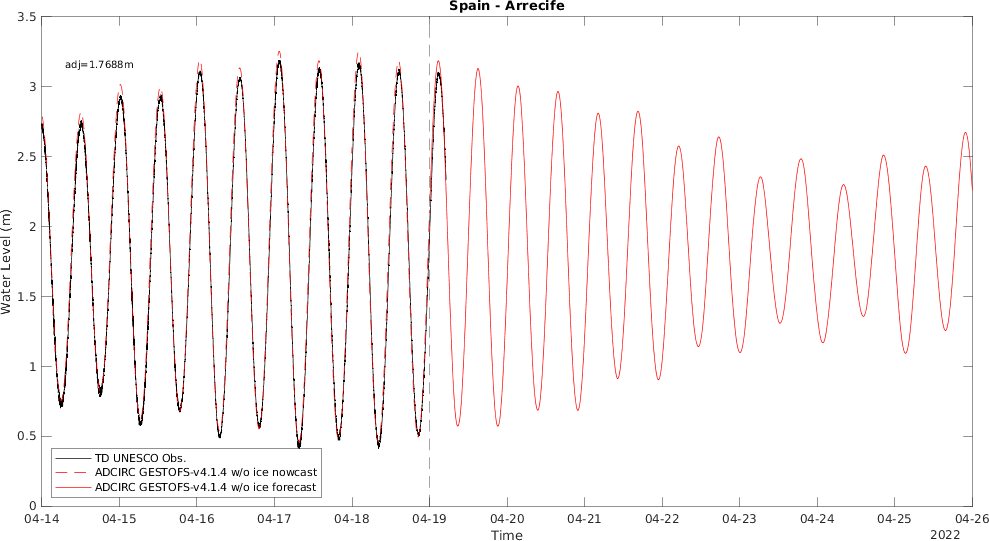 Spain - Arrecife
3.5
adj=1.7688m
3
2.5
2
1.5
1
0.5
0
Water Level (m)
TD UNESCO Obs.
ADCIRC GESTOFS-v4.1.4 w/o ice nowcast
ADCIRC GESTOFS-v4.1.4 w/o ice forecast
04-14 04-15 04-16 04-17 04-18 04-19 04-20 04-21 04-22 04-23 04-24 04-25 04-26
Time
2022